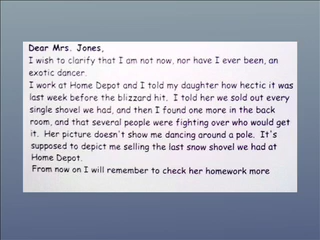 Dear Mrs. Jones,
I wish to clarify that I am not now, nor have I ever been, an
exotic dancer.
I work at Home Depot and I told my daughter how hectic it was
last week before the blizzard hit. I told her we sold out every
single shovel we had, and then I found one more in the back
room, and that several people were fighting over who would get
it. Her picture doesn't show me dancing around a pole. It's
supposed to depict me selling the last snow shovel we had at
Home Depot.
From now on I will remember to check her homework more